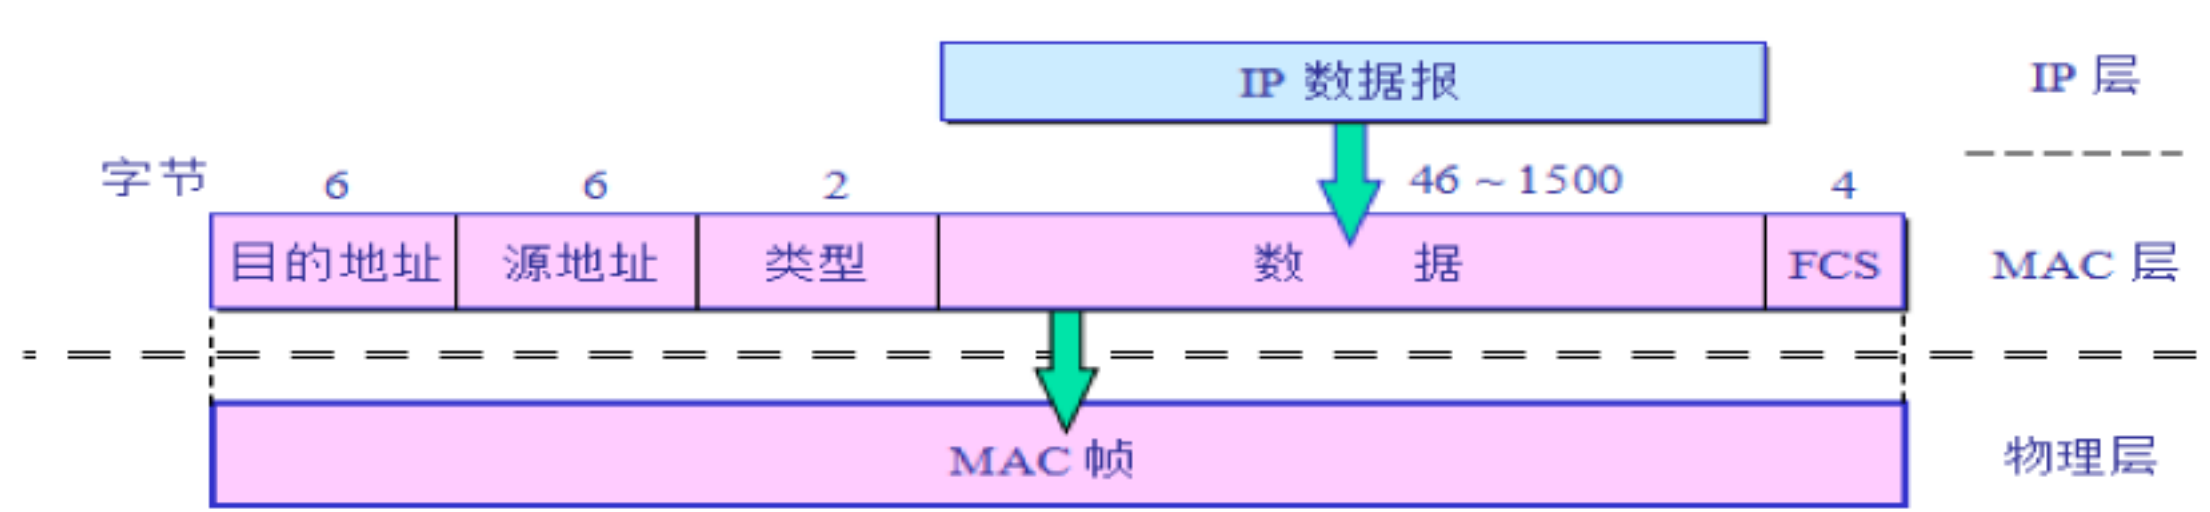 IP 数据报 IP 层
字节 6 6 2 46 ~ 1500 4
目的地址 源地址 类型 数 据 FCS MAC 层
MAC 帧 物理层